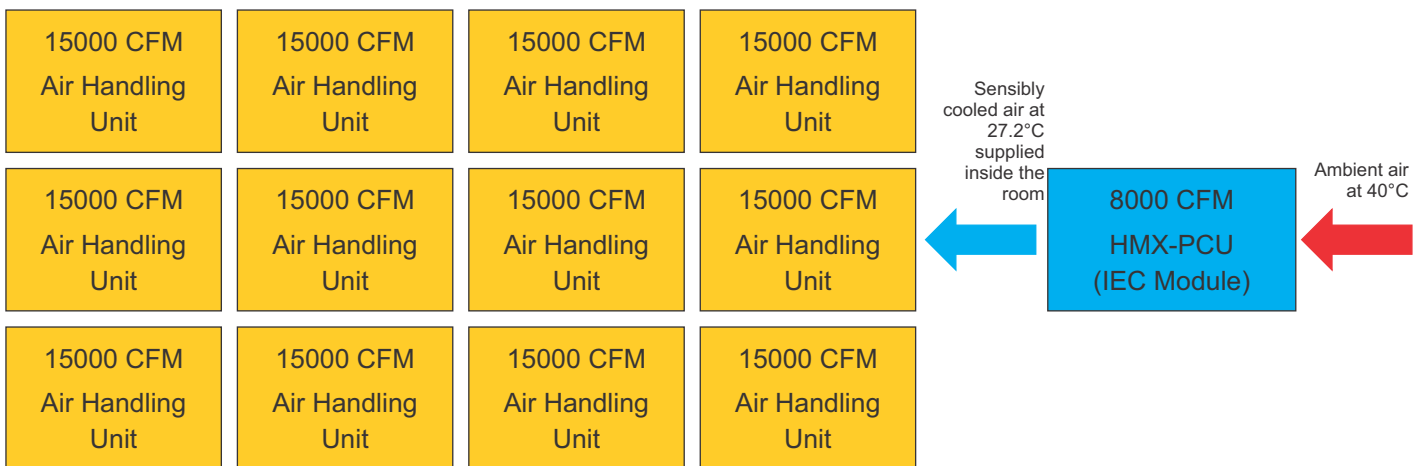 15000 CFM
Air Handling
Unit
15000 CFM
Air Handling
Unit
15000 CFM
Air Handling
Unit
15000 CFM
Air Handling
Unit
Sensibly
cooled air at
27.2°C
supplied
inside the
room
15000 CFM
Air Handling
Unit
15000 CFM
Air Handling
Unit
15000 CFM
Air Handling
Unit
15000 CFM
Air Handling
Unit
8000 CFM
HMX-PCU
(IEC Module)
Ambient air
at 40°C
15000 CFM
Air Handling
Unit
15000 CFM
Air Handling
Unit
15000 CFM
Air Handling
Unit
15000 CFM
Air Handling
Unit